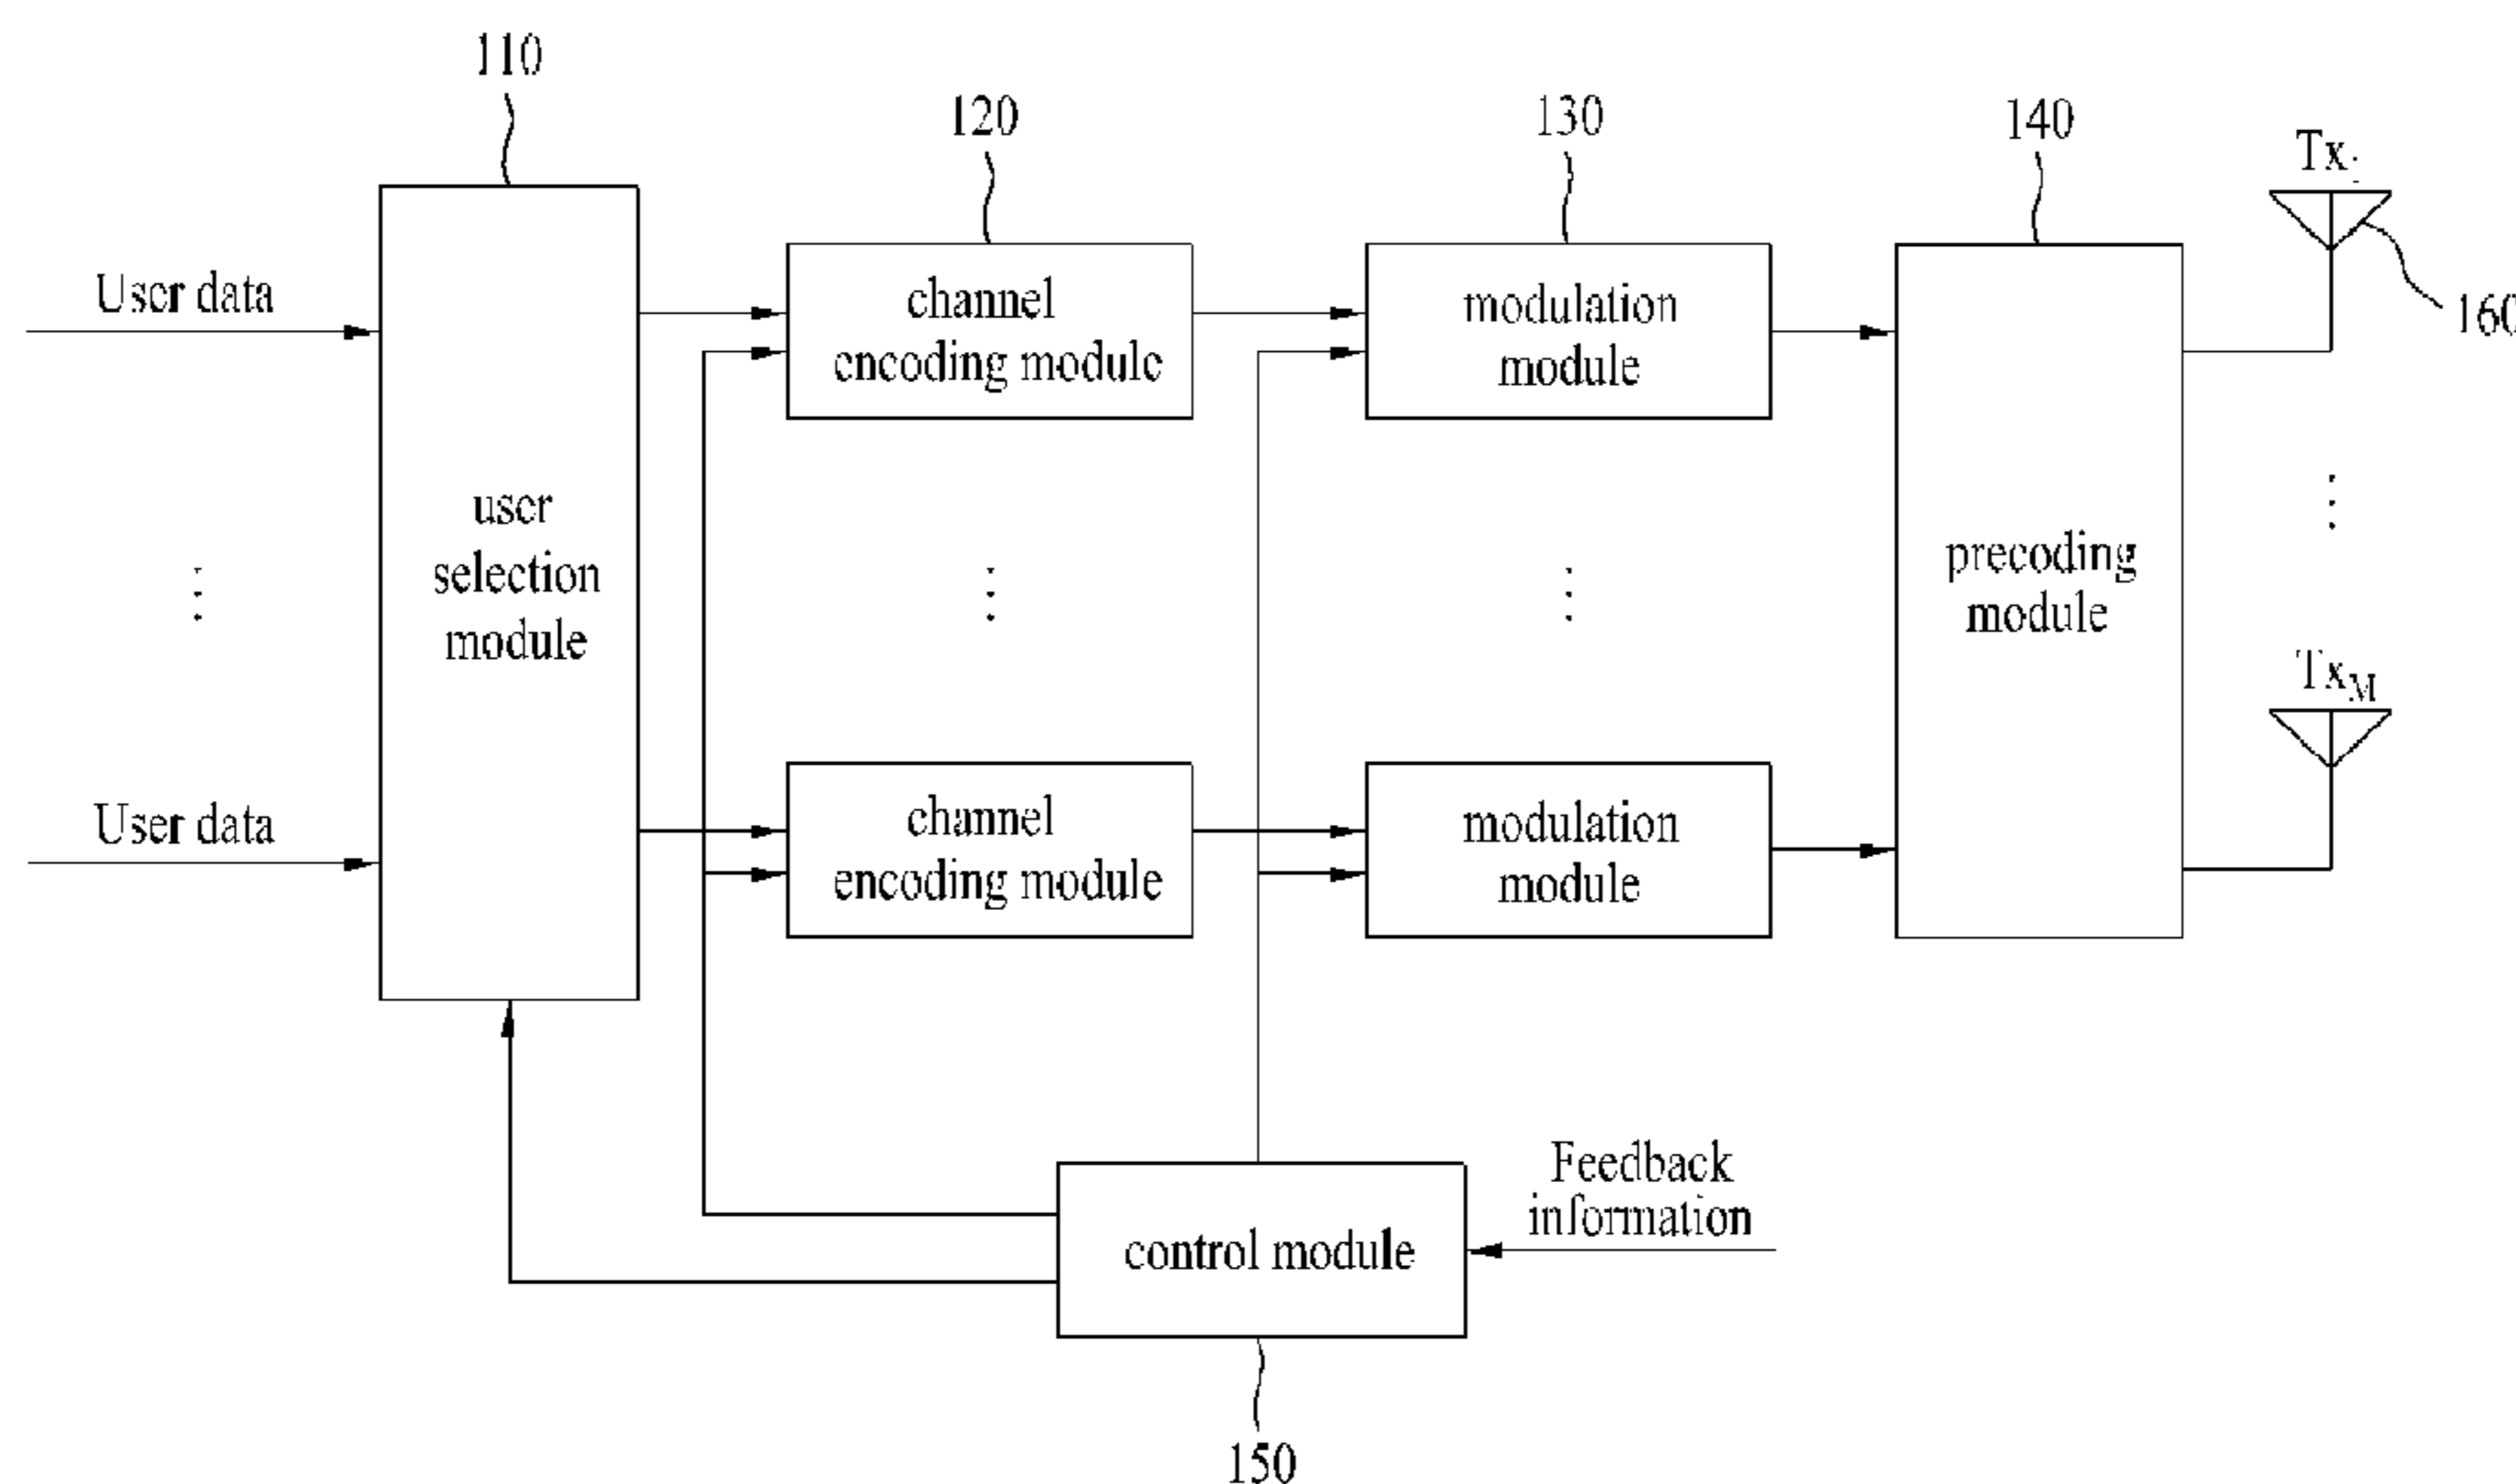 110
120
130
140
Tx
160
User data
channel
encoding module
modulation
module
user
selection
module
precoding
module
Tx_M
User data
channel
encoding module
modulation
module
Feedback
information
control module
150